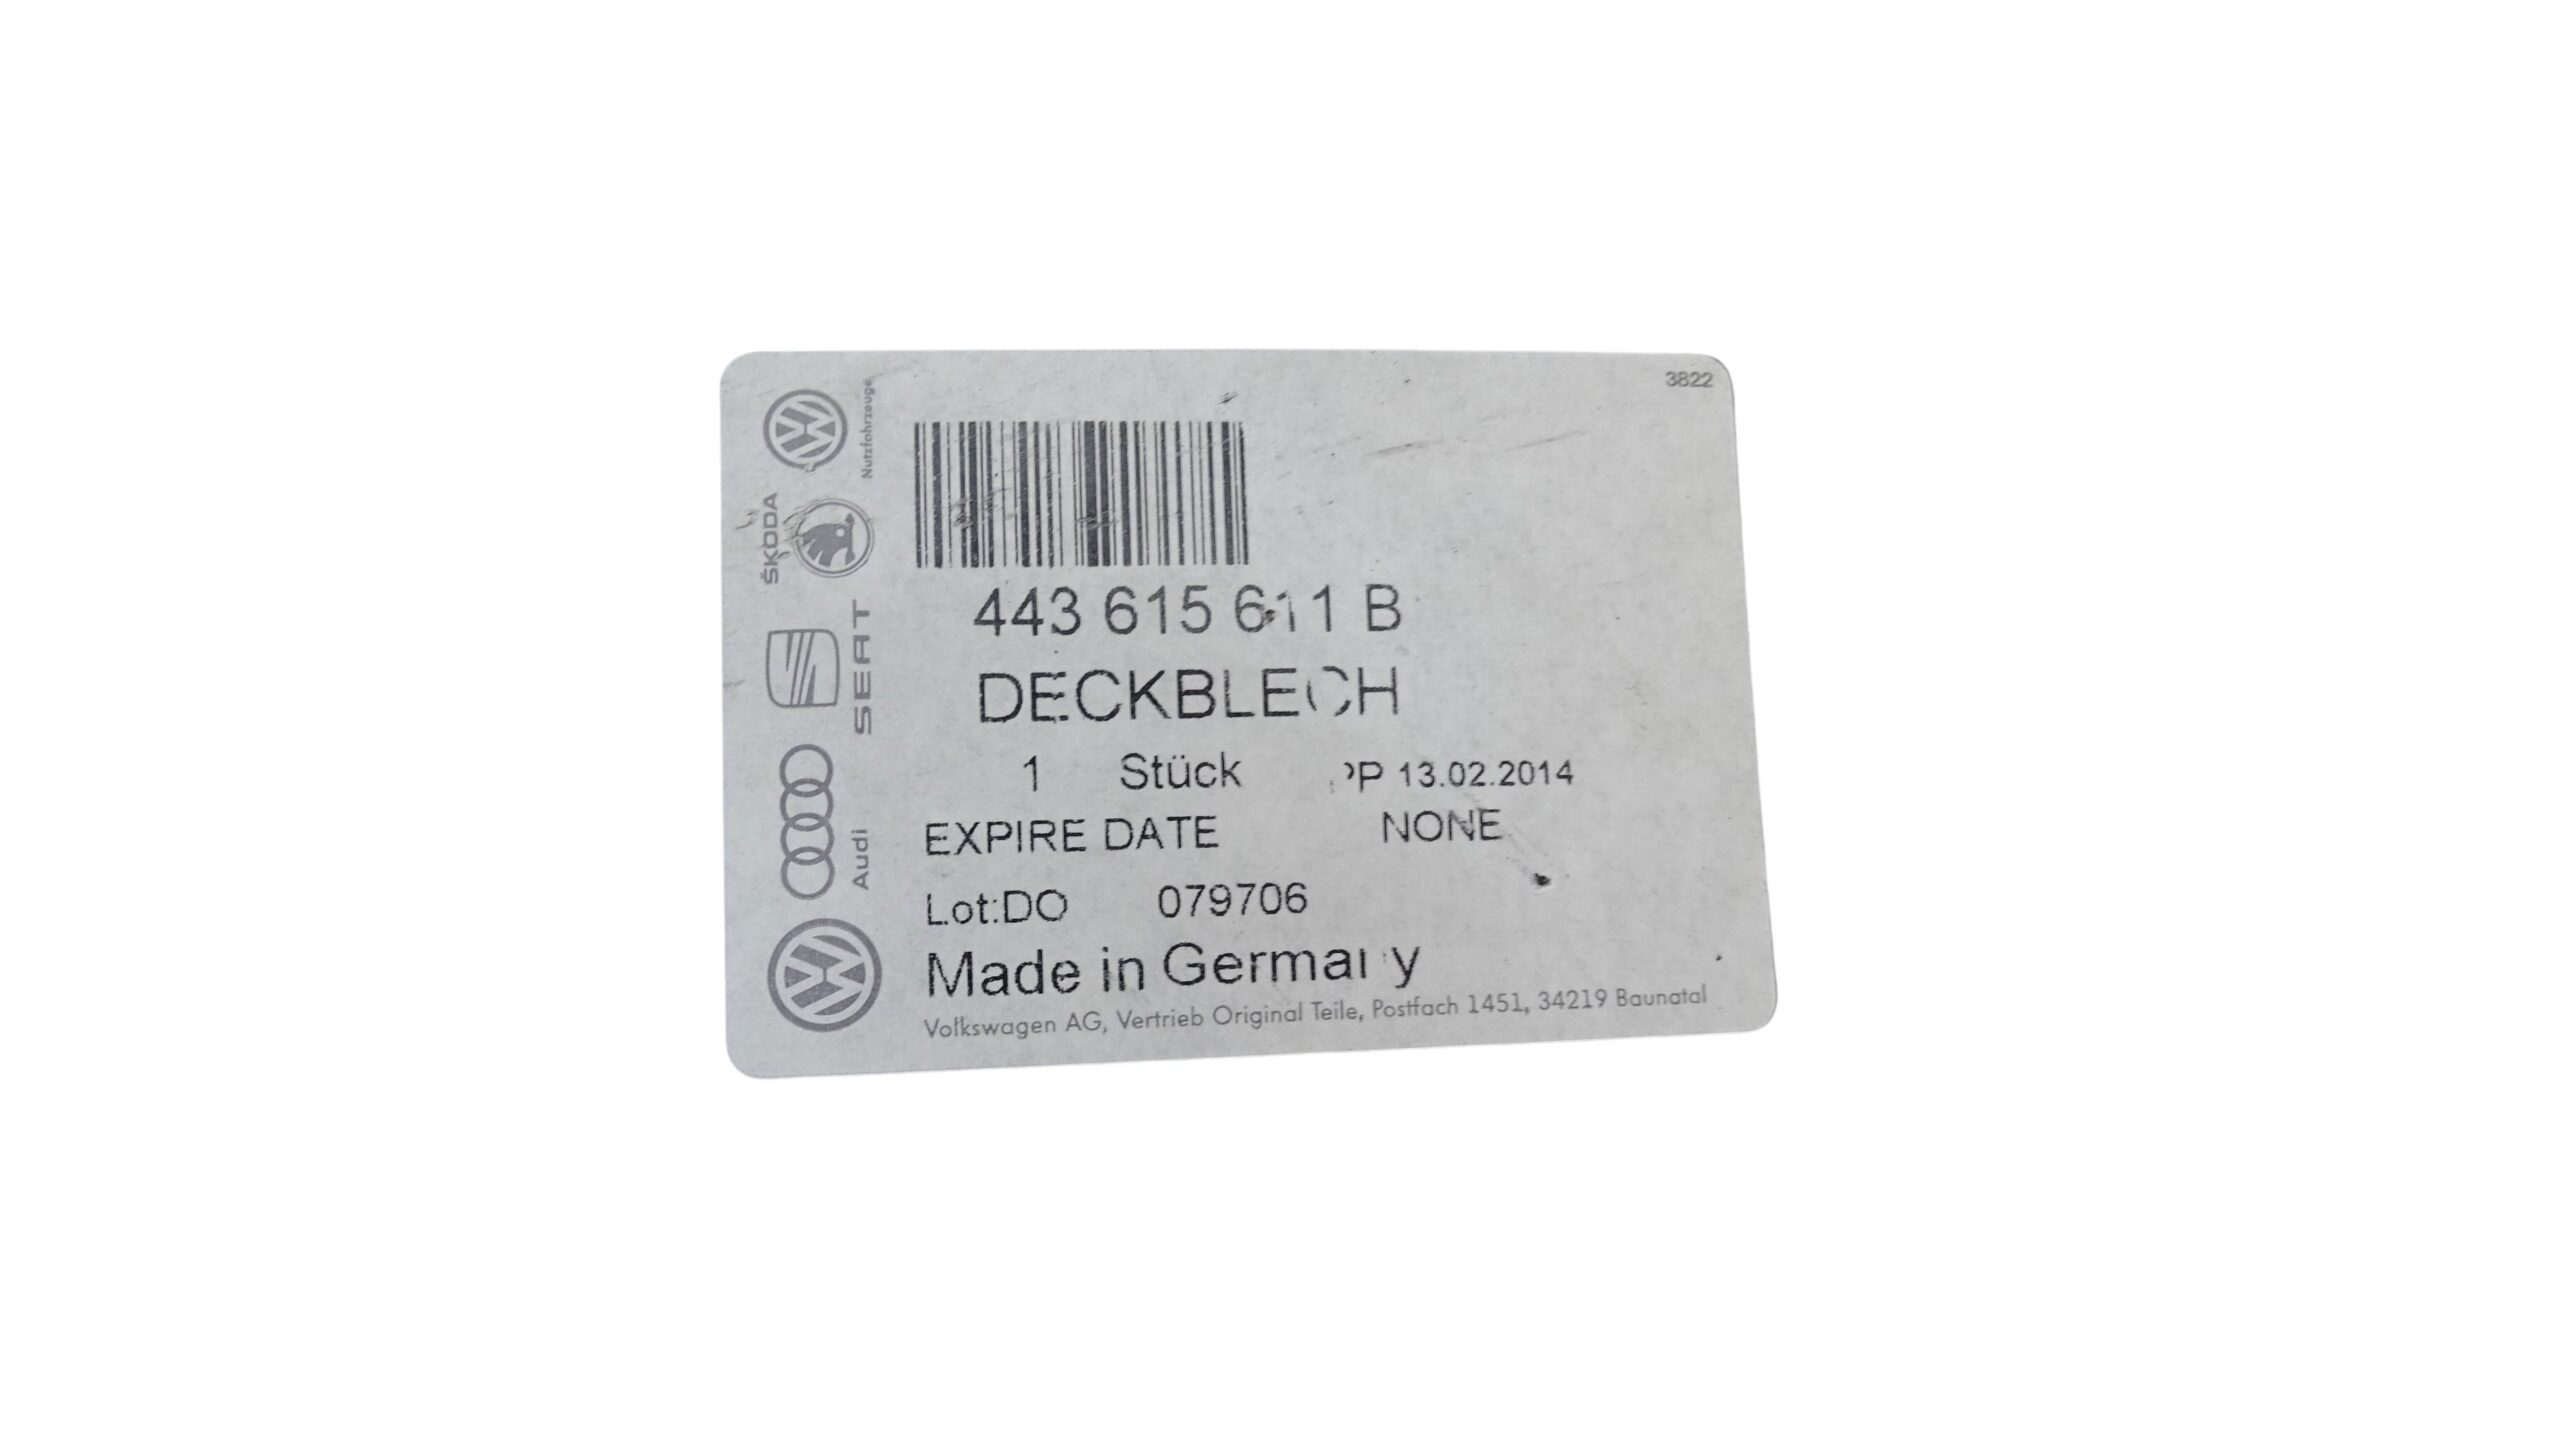 3822
Nutzfahrzeuge
ŠKODA
SEAT
Audi
443 615 611 B
DECKBLECH
1 Stück PP 13.02.2014
EXPIRE DATE NONE
Lot:DO 079706
Made in Germany
Volkswagen AG, Vertrieb Original Teile, Postfach 1451, 34219 Baunatal